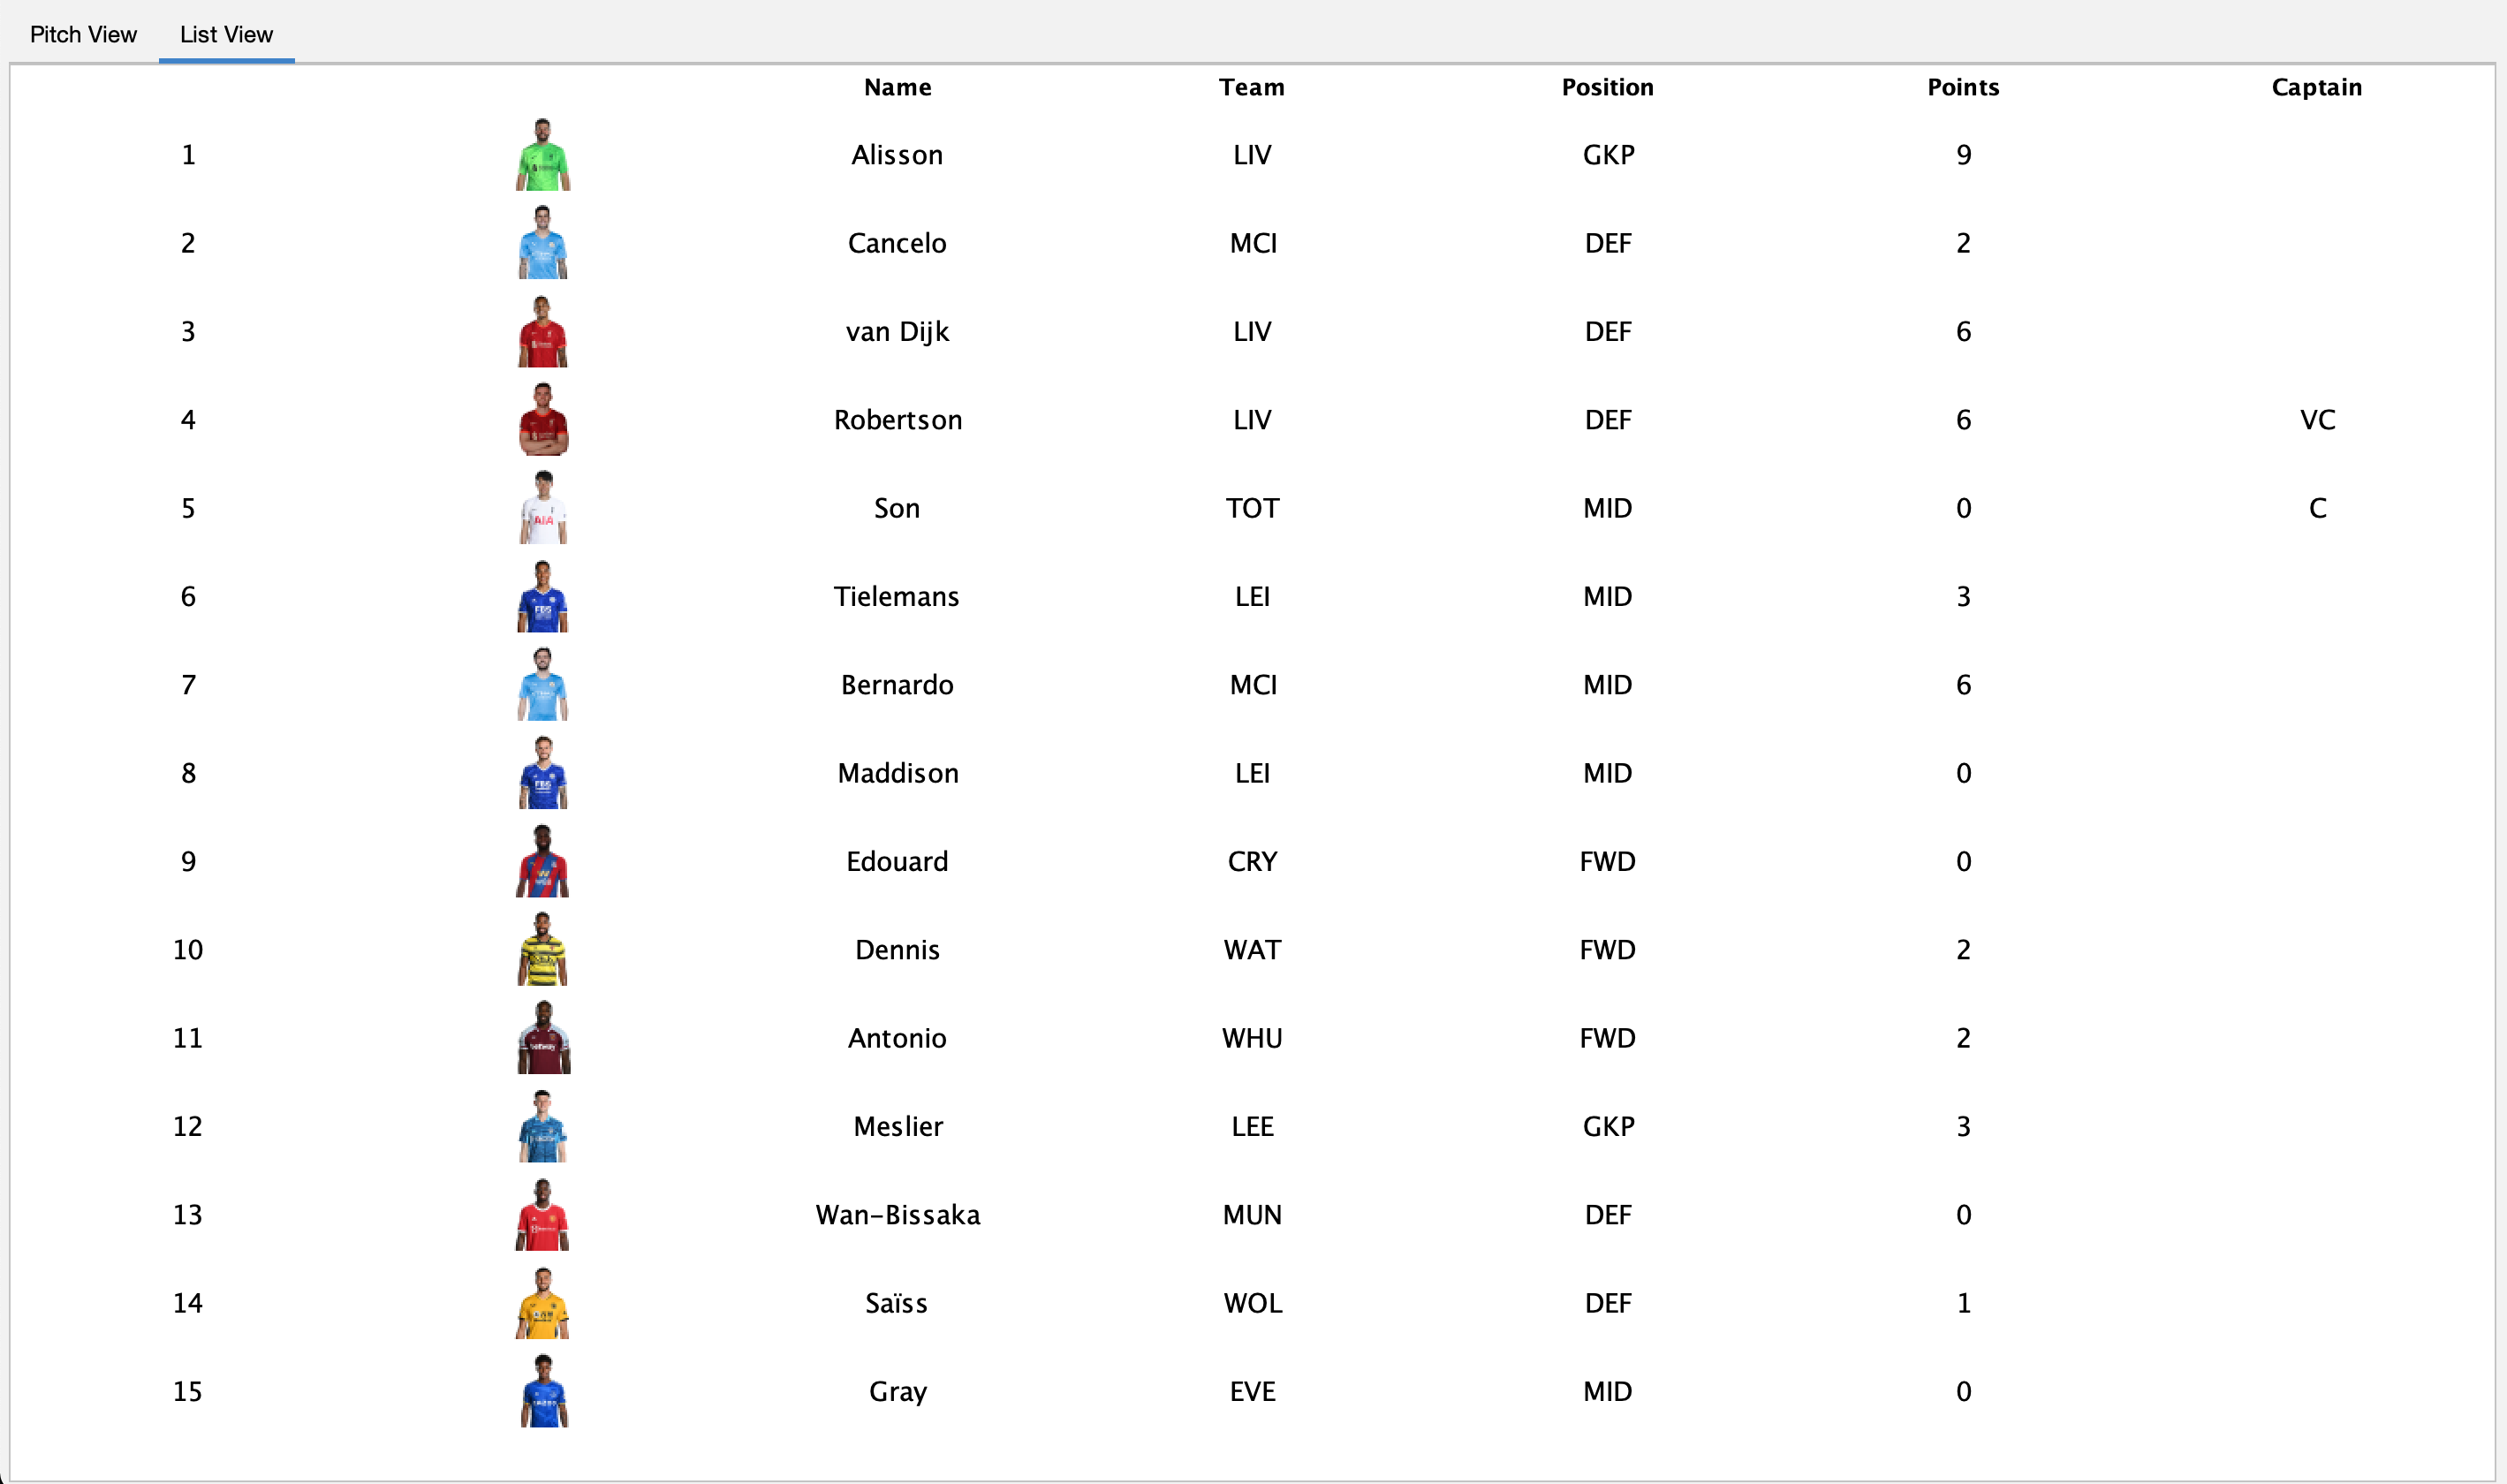 Pitch View List View
Name Team Position Points Captain
1 Alisson LIV GKP 9
2 Cancelo MCI DEF 2
3 van Dijk LIV DEF 6
4 Robertson LIV DEF 6 VC
5 AIA Son TOT MID 0 C
6 FBS Tielemans LEI MID 3
7 Bernardo MCI MID 6
8 FBS Maddison LEI MID 0
9 Edouard CRY FWD 0
10 Dennis WAT FWD 2
11 betway Antonio WHU FWD 2
12 Meslier LEE GKP 3
13 Wan-Bissaka MUN DEF 0
14 Saïss WOL DEF 1
15 Gray EVE MID 0